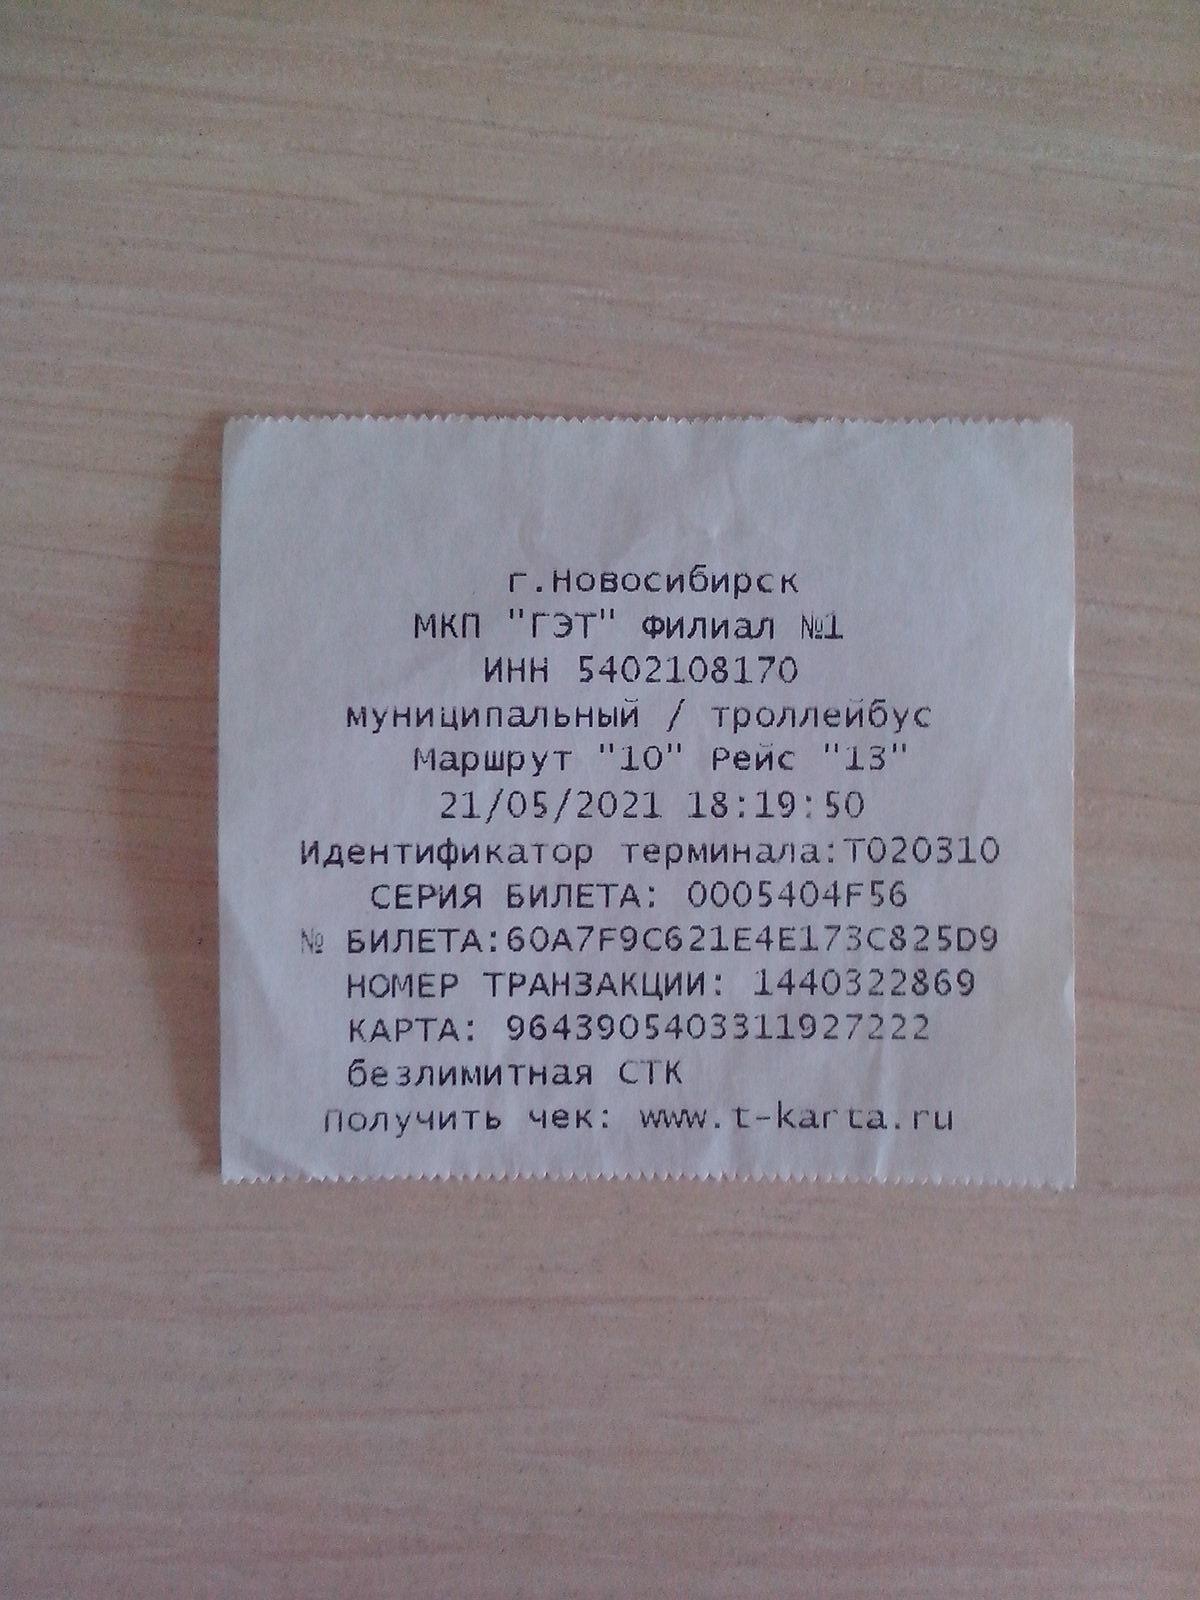 г.Новосибирск
МКП "ГЭТ" Филиал №1
ИНН 5402108170
муниципальный / троллейбус
Маршрут "10" Рейс "13"
21/05/2021 18:19:50
Идентификатор терминала:Т020310
СЕРИЯ БИЛЕТА: 0005404F56
№ БИЛЕТА:60A7F9C621E4E173C825D9
НОМЕР ТРАНЗАКЦИИ: 1440322869
КАРТА: 9643905403311927222
безлимитная СТК
Получить чек: www.t-karta.ru